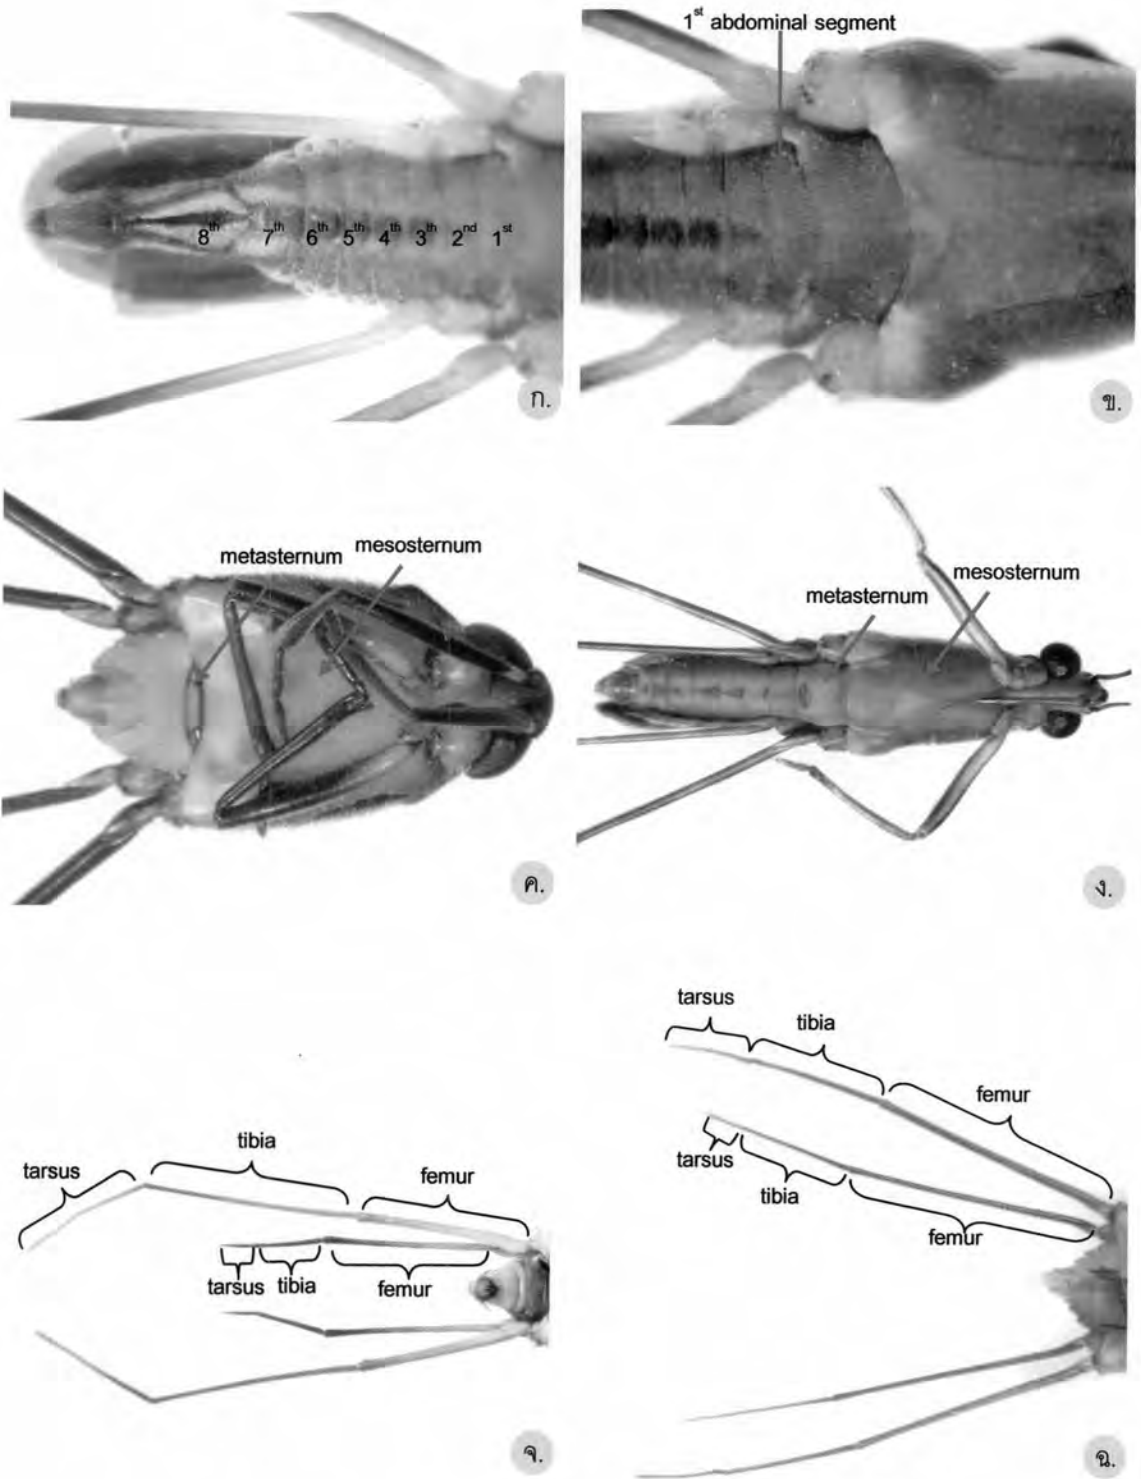 1st abdominal segment
8th 7th 6th 5th 4th 3th 2nd 1st
ก.
ข.
metasternum
mesosternum
metasternum
mesosternum
ค.
ง.
tarsus
tibia
femur
tarsus
tibia
femur
tarsus
tibia
femur
tarsus
tibia
femur
จ.
ฉ.